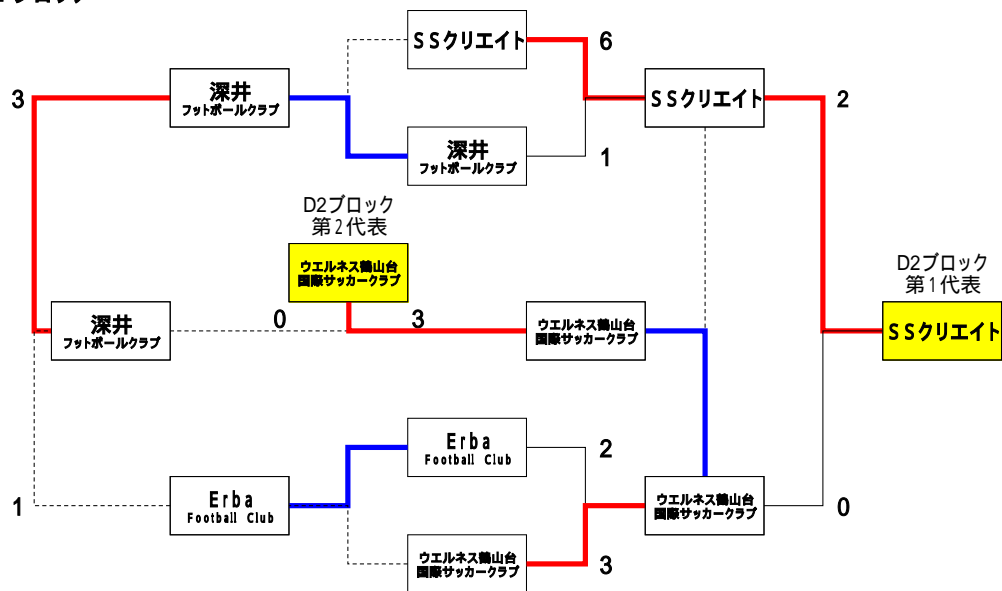 SSクリエイト
6
3
深井
フットボールクラブ
SSクリエイト
2
深井
フットボールクラブ
1
D2ブロック
第2代表
ウエルネス鶴山台
国際サッカークラブ
D2ブロック
第1代表
SSクリエイト
深井
フットボールクラブ
0
3
ウエルネス鶴山台
国際サッカークラブ
Erba
Football Club
2
1
Erba
Football Club
ウエルネス鶴山台
国際サッカークラブ
0
ウエルネス鶴山台
国際サッカークラブ
3